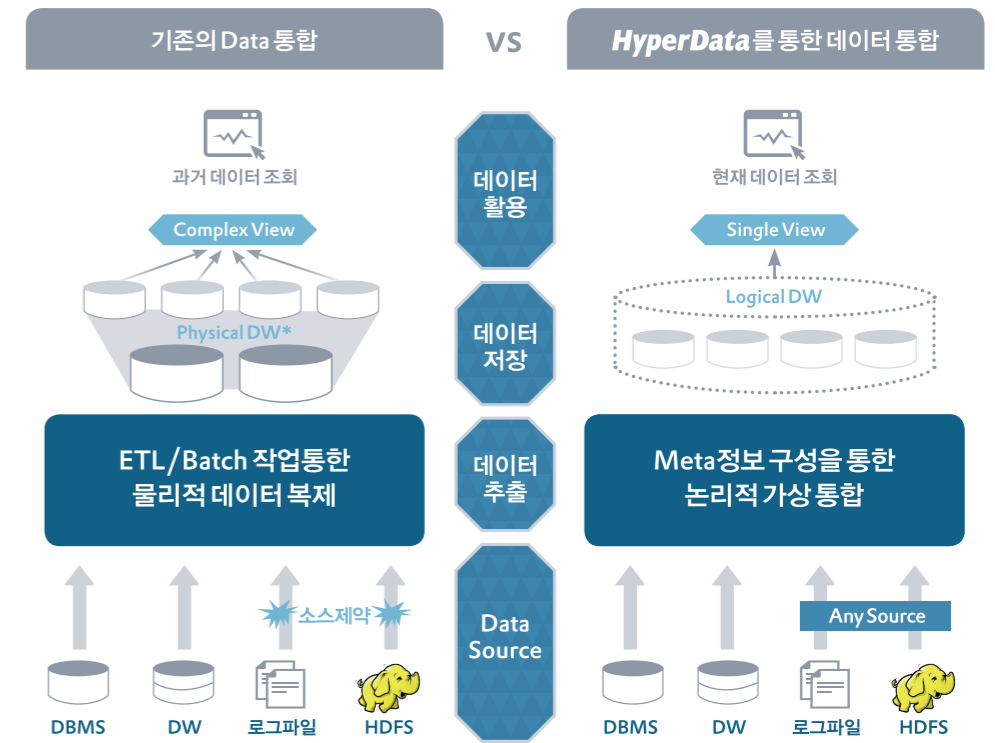 기존의 Data 통합
VS
HyperData를 통한 데이터 통합
과거 데이터 조회
Complex View
Physical DW*
ETL/Batch 작업통한
물리적 데이터 복제
소스제약
DBMS
DW
로그파일
HDFS
데이터
활용
데이터
저장
데이터
추출
Data
Source
현재 데이터 조회
Single View
Logical DW
Meta정보 구성을 통한
논리적 가상 통합
Any Source
DBMS
DW
로그파일
HDFS